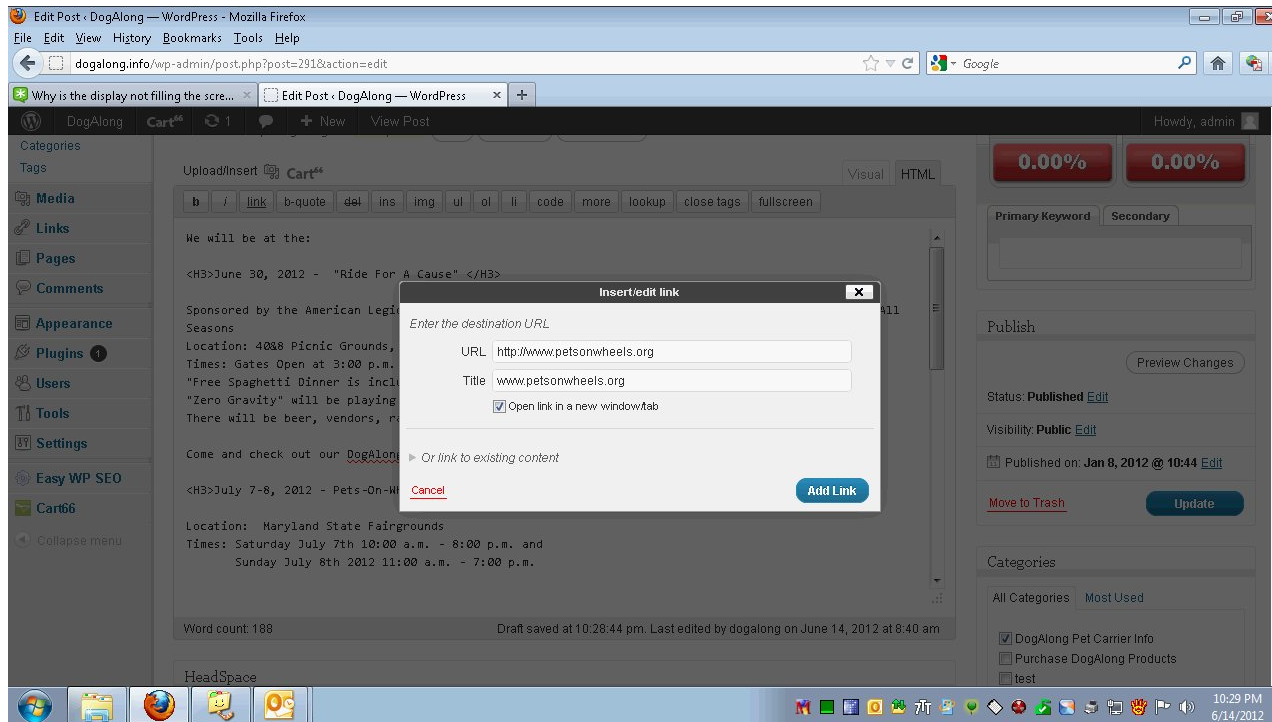 Edit Post ‹ DogAlong — WordPress - Mozilla Firefox
File Edit View History Bookmarks Tools Help
dogalong.info/wp-admin/post.php?post=291&action=edit
Google
Why is the display not filling the scre...
Edit Post ‹ DogAlong — WordPress
DogAlong Cart66 1 + New View Post Howdy, admin
Categories
Tags
Media
Links
Pages
Comments
Appearance
Plugins 1
Users
Tools
Settings
Easy WP SEO
Cart66
Collapse menu
Upload/Insert Cart66
Visual HTML
b i link b-quote del ins img ul ol li code more lookup close tags fullscreen
We will be at the:
<H3>June 30, 2012 - "Ride For A Cause" </H3>
Sponsored by the American Legi All
Seasons
Location: 40&8 Picnic Grounds,
Times: Gates Open at 3:00 p.m.
"Free Spaghetti Dinner is incl
"Zero Gravity" will be playing
There will be beer, vendors, ra
Come and check out our DogAlong
<H3>July 7-8, 2012 - Pets-On-Wh
Location: Maryland State Fairgrounds
Times: Saturday July 7th 10:00 a.m. - 8:00 p.m. and
Sunday July 8th 2012 11:00 a.m. - 7:00 p.m.
Word count: 188
Draft saved at 10:28:44 pm. Last edited by dogalong on June 14, 2012 at 8:40 am
HeadSpace
Insert/edit link
Enter the destination URL
URL http://www.petsonwheels.org
Title www.petsonwheels.org
Open link in a new window/tab
Or link to existing content
Cancel
Add Link
0.00% 0.00%
Primary Keyword Secondary
Publish
Preview Changes
Status: Published Edit
Visibility: Public Edit
Published on: Jan 8, 2012 @ 10:44 Edit
Move to Trash
Update
Categories
All Categories Most Used
DogAlong Pet Carrier Info
Purchase DogAlong Products
test
10:29 PM
6/14/2012